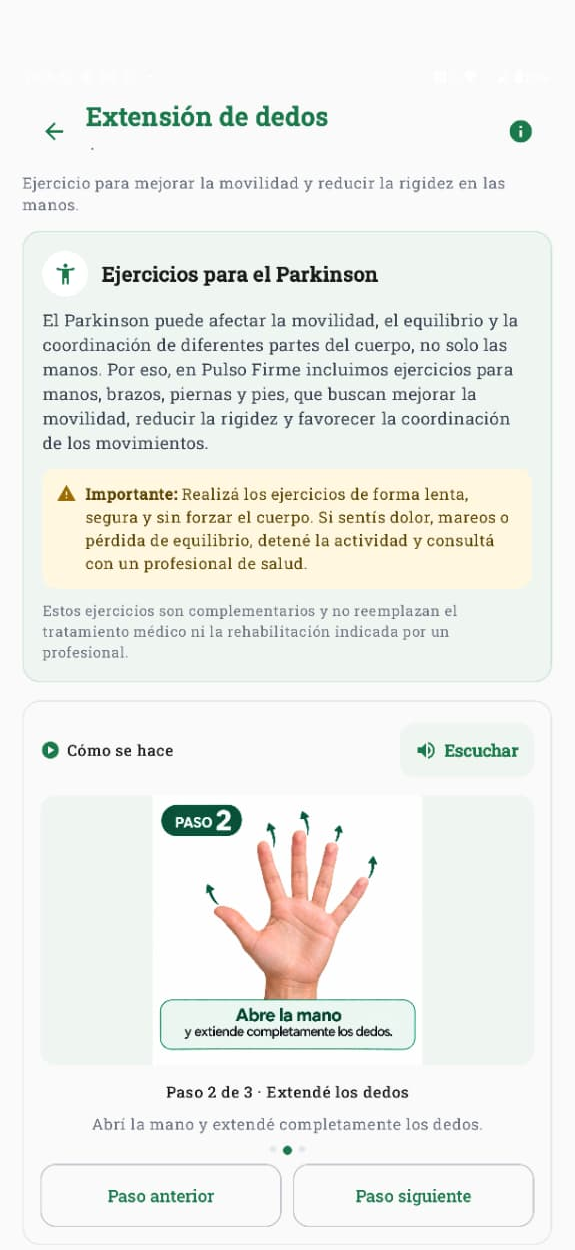 Extensión de dedos
.
Ejercicio para mejorar la movilidad y reducir la rigidez en las
manos.
Ejercicios para el Parkinson
El Parkinson puede afectar la movilidad, el equilibrio y la
coordinación de diferentes partes del cuerpo, no solo las
manos. Por eso, en Pulso Firme incluimos ejercicios para
manos, brazos, piernas y pies, que buscan mejorar la
movilidad, reducir la rigidez y favorecer la coordinación
de los movimientos.
Importante: Realizá los ejercicios de forma lenta,
segura y sin forzar el cuerpo. Si sentís dolor, mareos o
pérdida de equilibrio, detené la actividad y consultá
con un profesional de salud.
Estos ejercicios son complementarios y no reemplazan el
tratamiento médico ni la rehabilitación indicada por un
profesional.
Cómo se hace
Escuchar
PASO 2
Abre la mano
y extiende completamente los dedos.
Paso 2 de 3 · Extendé los dedos
Abrí la mano y extendé completamente los dedos.
Paso anterior
Paso siguiente